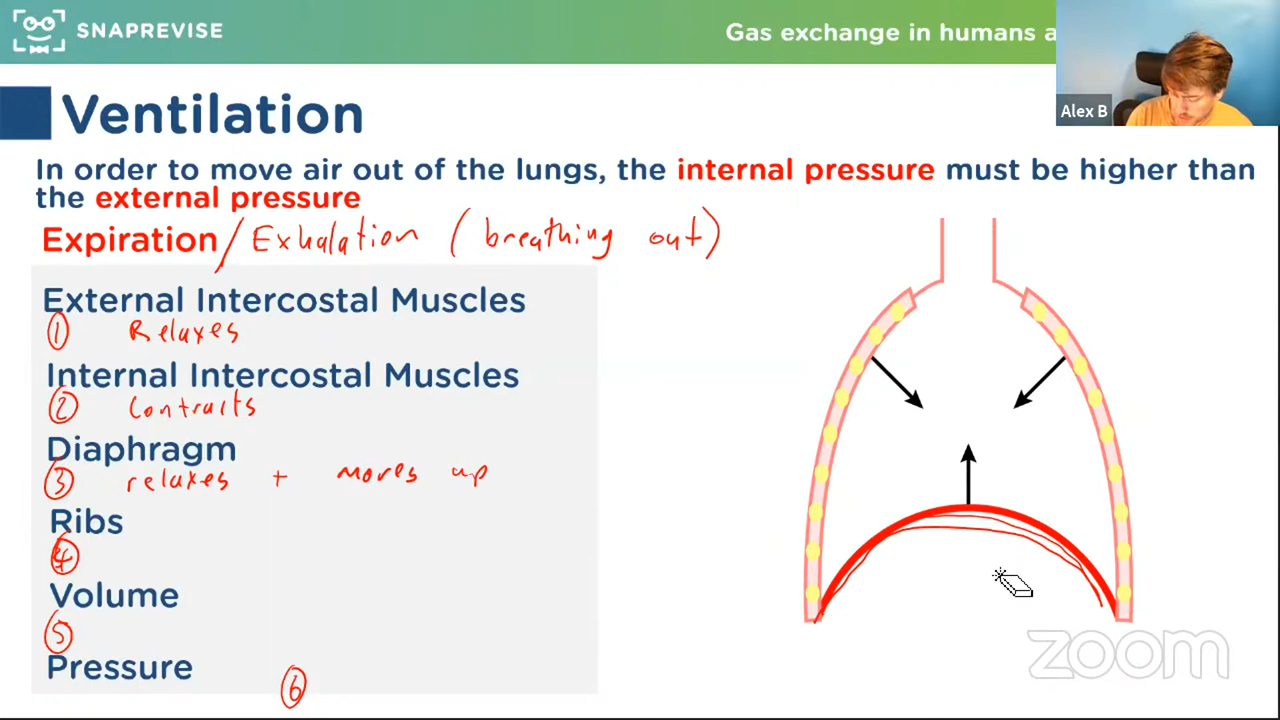 SNAPREVISE
Gas exchange in humans a
Alex B
Ventilation
In order to move air out of the lungs, the internal pressure must be higher than
the external pressure
Expiration / Exhalation (breathing out)
External Intercostal Muscles
① Relaxes
Internal Intercostal Muscles
② Contracts
Diaphragm
③ relaxes + moves up
Ribs
④
Volume
⑤
Pressure
⑥
zoom